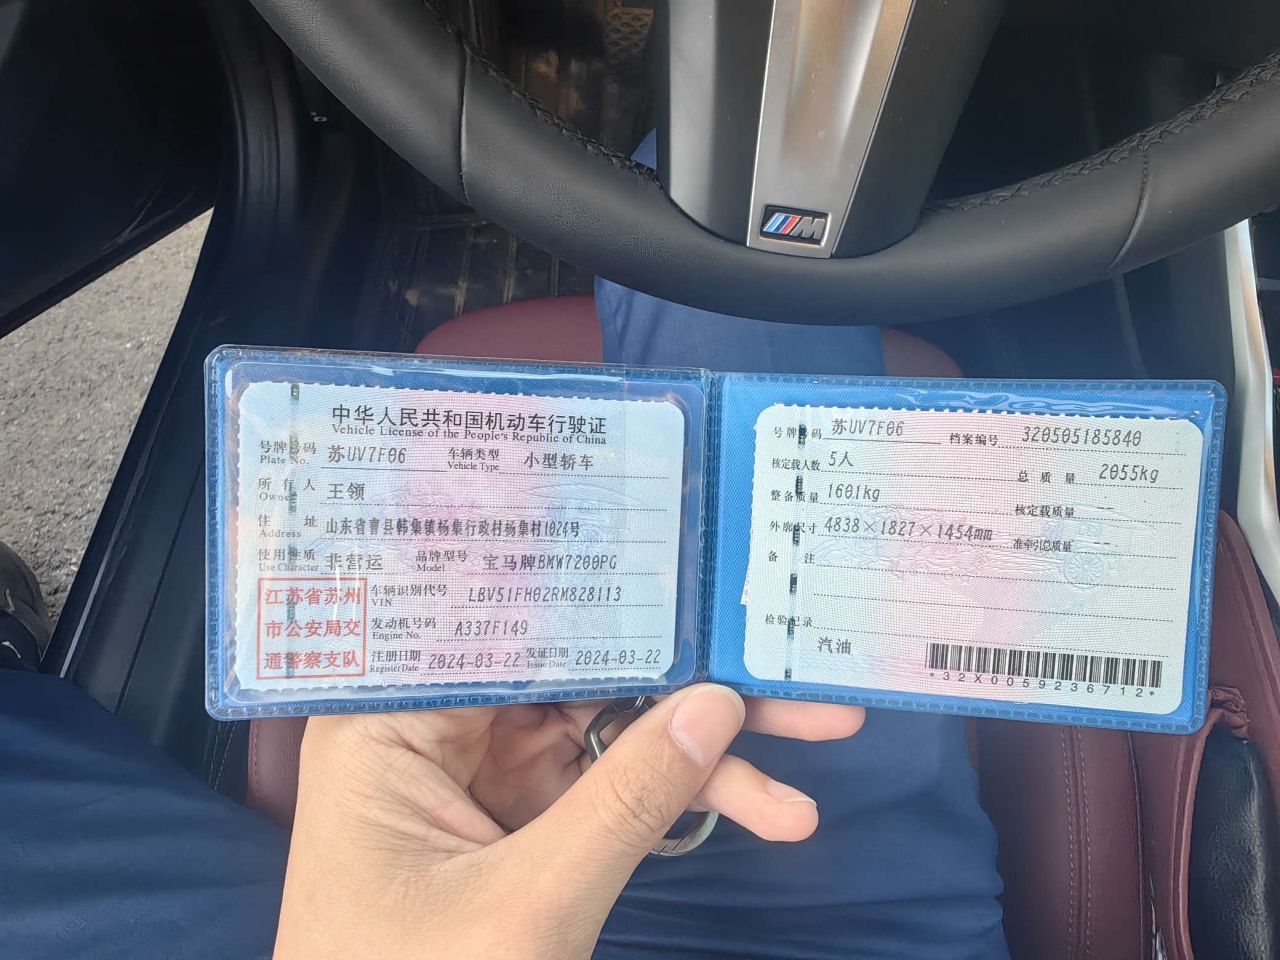 M
中华人民共和国机动车行驶证
Vehicle License of the People's Republic of China
号牌号码 苏UV7F06 车辆类型 小型轿车
Plate No. Vehicle Type
所有人 王领
Owner
住址 山东省曹县韩集镇杨集行政村杨集村1024号
Address
使用性质 非营运 品牌型号 宝马牌BMW7200PG
Use Character Model
江苏省苏州
市公安局交
通警察支队
车辆识别代号 LBV51FH02RM828113
VIN
发动机号码 A337F149
Engine No.
注册日期 2024-03-22 发证日期 2024-03-22
Register Date Issue Date
号牌号码 苏UV7F06 档案编号 320505185840
核定载人数 5人 总质量 2055kg
整备质量 1601kg 核定载质量 —
外廓尺寸 4838×1827×1454mm 准牵引总质量 —
备注
检验记录
汽油
*32X0059236712*